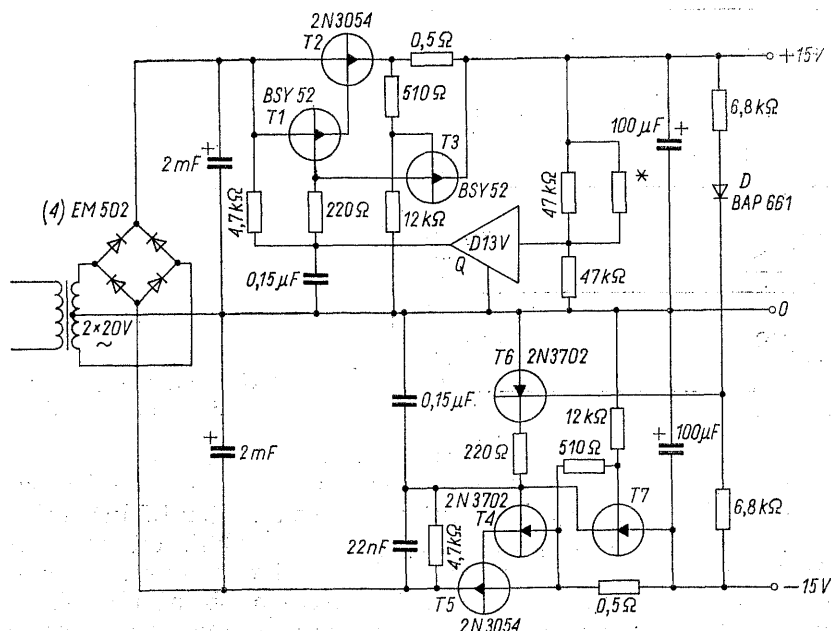 2N3054
T2
0,5Ω
+15V
BSY 52
T1
510Ω
T3
BSY52
100μF
+
6,8kΩ
+
2mF
D
BAP 661
(4) EM 502
4,7kΩ
220Ω
12kΩ
47kΩ
*
D13V
Q
0,15μF
47kΩ
0
2×20V
~
T6
2N3702
0,15μF
12kΩ
+
2mF
220Ω
510Ω
+
100μF
2N3702
T4
T7
6,8kΩ
22nF
4,7kΩ
T5
0,5Ω
−15V
2N3054